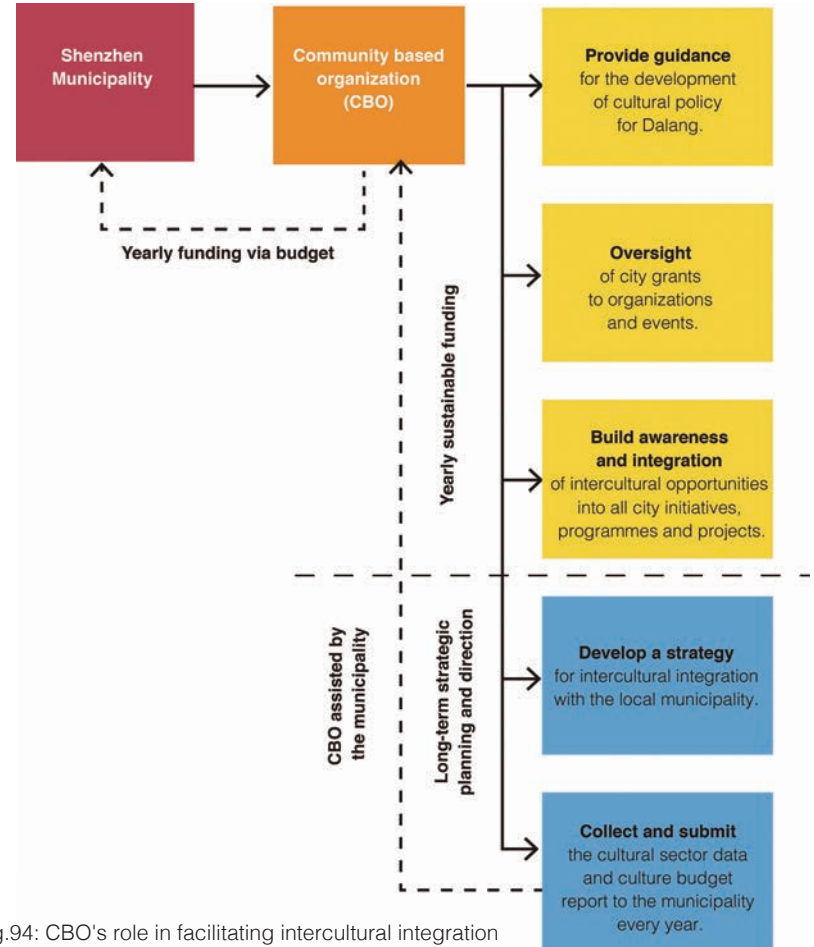 Shenzhen
Municipality
Community based
organization
(CBO)
Provide guidance
for the development
of cultural policy
for Dalang.
Yearly funding via budget
Oversight
of city grants
to organizations
and events.
Yearly sustainable funding
Build awareness
and integration
of intercultural opportunities
into all city initiatives,
programmes and projects.
CBO assisted by
the municipality
Long-term strategic
planning and direction
Develop a strategy
for intercultural integration
with the local municipality.
Collect and submit
the cultural sector data
and culture budget
report to the municipality
every year.
g.94: CBO's role in facilitating intercultural integration